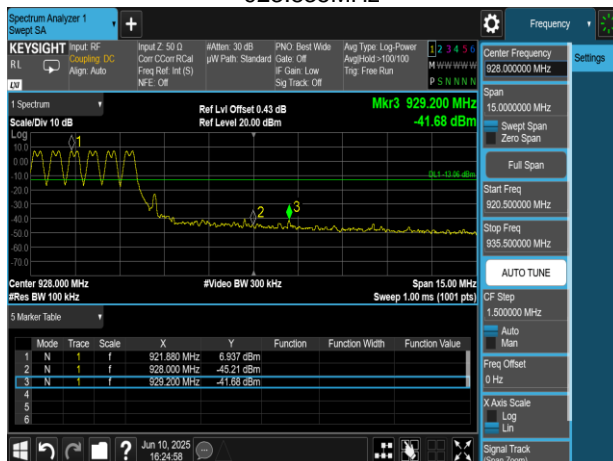 Spectrum Analyzer 1
Swept SA
Frequency
KEYSIGHT
RL
LXI
Input: RF
Coupling: DC
Align: Auto
Input Z: 50 Ω
Corr CCorr RCal
Freq Ref: Int (S)
NFE: Off
#Atten: 30 dB
µW Path: Standard
PNO: Best Wide
Gate: Off
IF Gain: Low
Sig Track: Off
Avg Type: Log-Power
Avg|Hold >100/100
Trig: Free Run
1 2 3 4 5 6
M W W W W W
P S N N N N
Settings
1 Spectrum
Scale/Div 10 dB
Log
Ref Lvl Offset 0.43 dB
Ref Level 20.00 dBm
Mkr3 929.200 MHz
-41.68 dBm
10.0
0.00
-10.0
-20.0
-30.0
-40.0
-50.0
-60.0
-70.0
1
2
3
DL1 -13.06 dBm
Center 928.000 MHz
#Res BW 100 kHz
#Video BW 300 kHz
Span 15.00 MHz
Sweep 1.00 ms (1001 pts)
5 Marker Table
Mode Trace Scale X Y Function Function Width Function Value
1 N 1 f 921.880 MHz 6.937 dBm
2 N 1 f 928.000 MHz -45.21 dBm
3 N 1 f 929.200 MHz -41.68 dBm
4
5
6
?
Jun 10, 2025
16:24:58
Center Frequency
928.000000 MHz
Span
15.0000000 MHz
Swept Span
Zero Span
Full Span
Start Freq
920.500000 MHz
Stop Freq
935.500000 MHz
AUTO TUNE
CF Step
1.500000 MHz
Auto
Man
Freq Offset
0 Hz
X Axis Scale
Log
Lin
Signal Track
(Span Zoom)